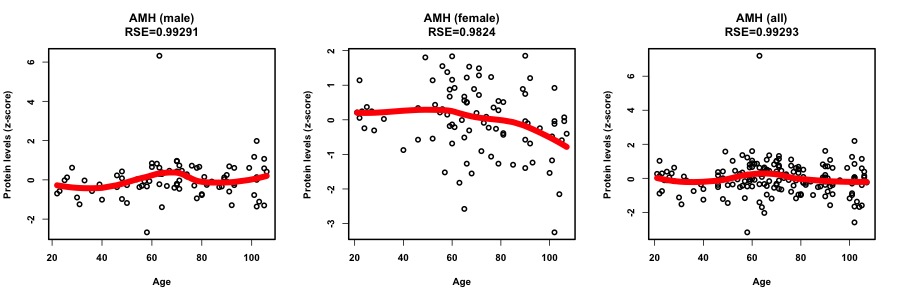 AMH (male)
RSE=0.99291
Protein levels (z-score)
6
4
2
0
-2
20 40 60 80 100
Age
AMH (female)
RSE=0.9824
Protein levels (z-score)
2
1
0
-1
-2
-3
20 40 60 80 100
Age
AMH (all)
RSE=0.99293
Protein levels (z-score)
6
4
2
0
-2
20 40 60 80 100
Age